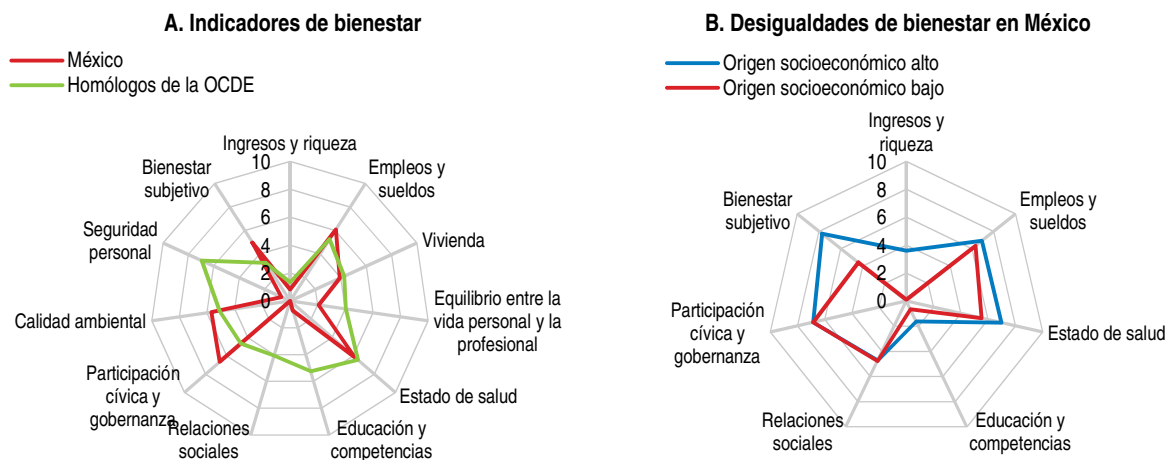 A. Indicadores de bienestar
México
Homólogos de la OCDE
Ingresos y riqueza
Empleos y
sueldos
Vivienda
Equilibrio entre la
vida personal y la
profesional
Estado de salud
Educación y
competencias
Relaciones
sociales
Participación
cívica y
gobernanza
Calidad ambiental
Seguridad
personal
Bienestar
subjetivo
10
8
6
4
2
0
B. Desigualdades de bienestar en México
Origen socioeconómico alto
Origen socioeconómico bajo
Ingresos y
riqueza
Empleos y
sueldos
Estado de salud
Educación y
competencias
Relaciones
sociales
Participación
cívica y
gobernanza
Bienestar
subjetivo
10
8
6
4
2
0